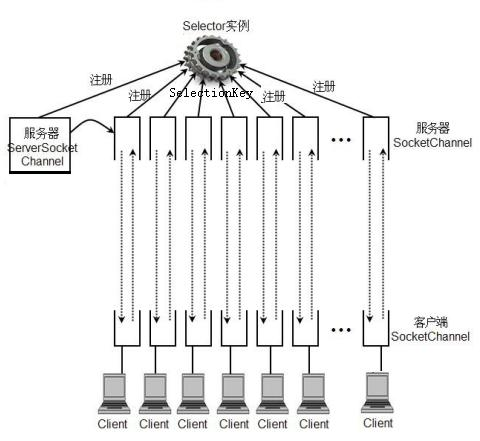 Selector实例
注册
注册
SelectionKey
注册
注册
服务器
ServerSocket
Channel
...
服务器
SocketChannel
...
客户端
SocketChannel
Client
Client
Client
Client
Client
Client
Client